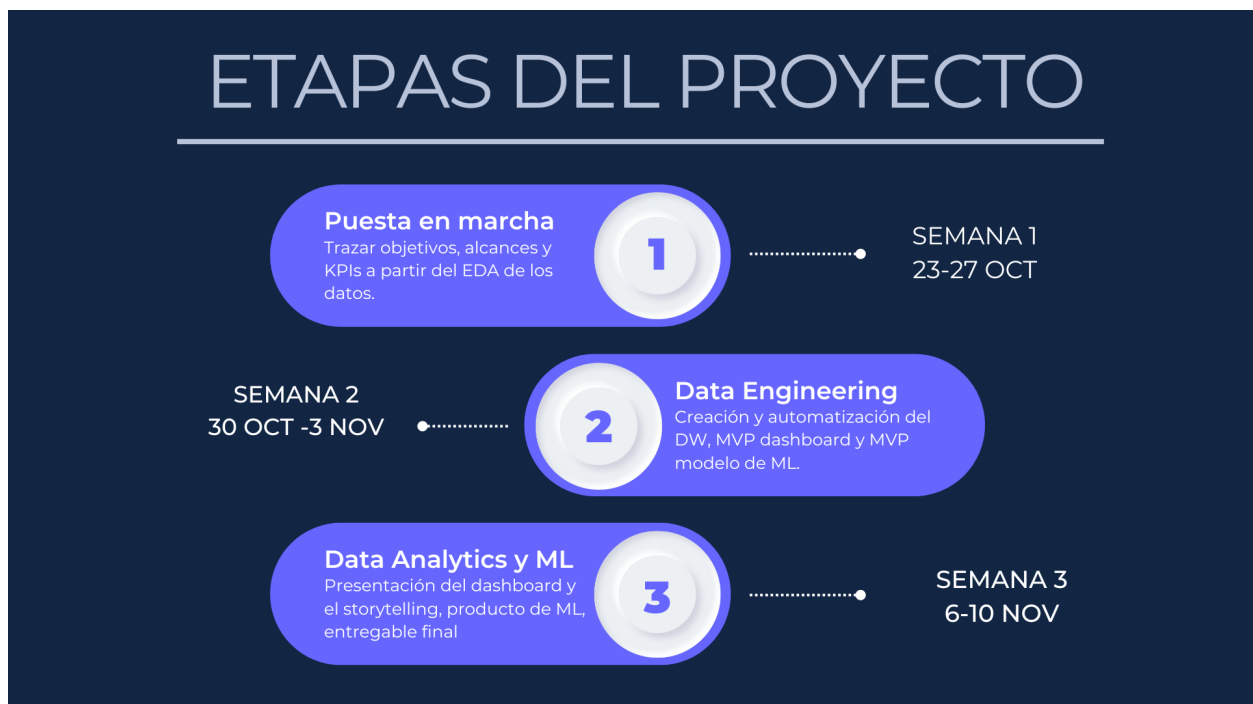 ETAPAS DEL PROYECTO
Puesta en marcha
Trazar objetivos, alcances y
KPIs a partir del EDA de los
datos.
1
SEMANA 1
23-27 OCT
SEMANA 2
30 OCT -3 NOV
2
Data Engineering
Creación y automatización del
DW, MVP dashboard y MVP
modelo de ML.
Data Analytics y ML
Presentación del dashboard y
el storytelling, producto de ML,
entregable final
3
SEMANA 3
6-10 NOV